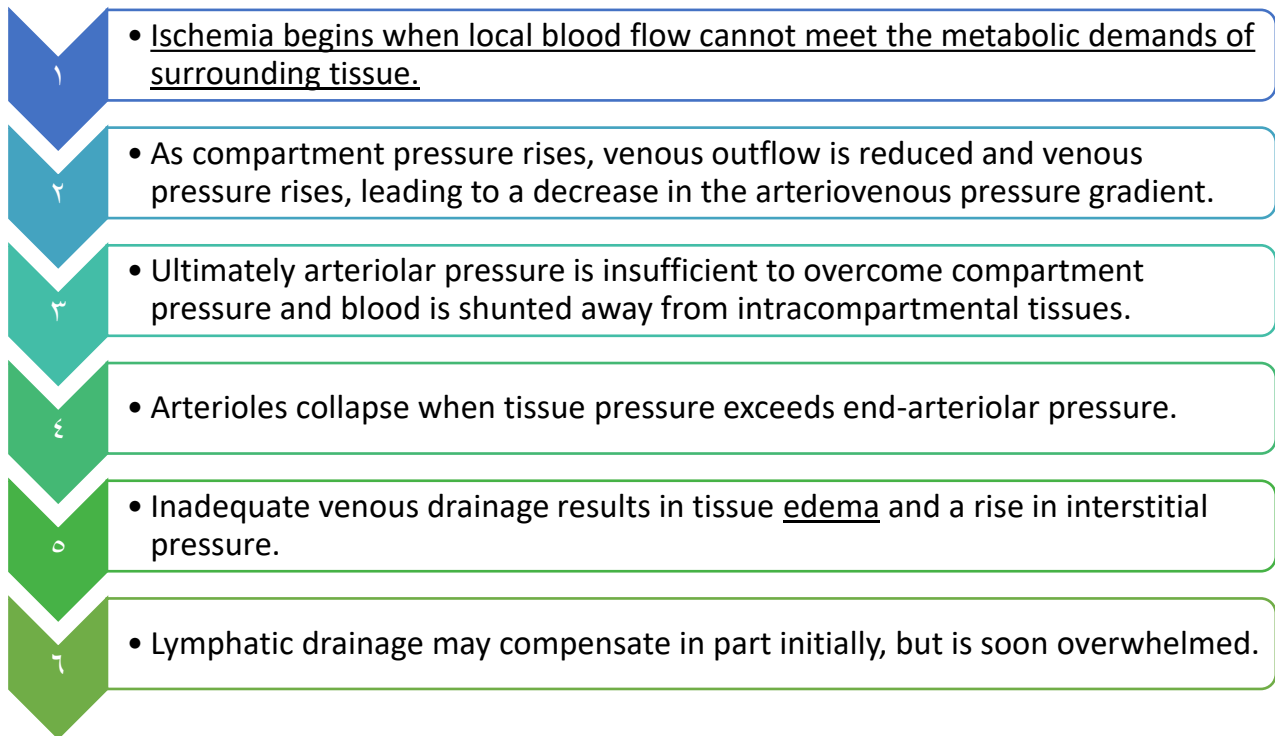 ١
• Ischemia begins when local blood flow cannot meet the metabolic demands of
surrounding tissue.
٢
• As compartment pressure rises, venous outflow is reduced and venous
pressure rises, leading to a decrease in the arteriovenous pressure gradient.
٣
• Ultimately arteriolar pressure is insufficient to overcome compartment
pressure and blood is shunted away from intracompartmental tissues.
٤
• Arterioles collapse when tissue pressure exceeds end-arteriolar pressure.
٥
• Inadequate venous drainage results in tissue edema and a rise in interstitial
pressure.
٦
• Lymphatic drainage may compensate in part initially, but is soon overwhelmed.